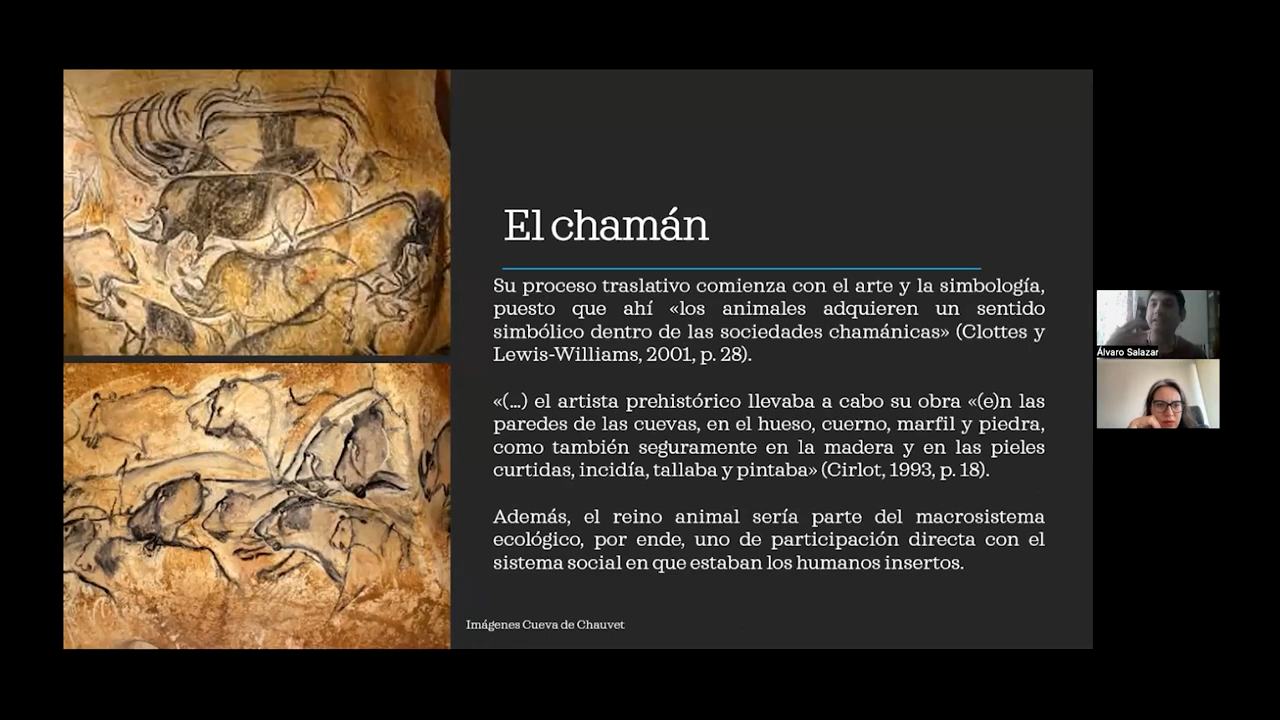 El chamán
Su proceso traslativo comienza con el arte y la simbología,
puesto que ahí «los animales adquieren un sentido
simbólico dentro de las sociedades chamánicas» (Clottes y
Lewis-Williams, 2001, p. 28).
«(...) el artista prehistórico llevaba a cabo su obra «(e)n las
paredes de las cuevas, en el hueso, cuerno, marfil y piedra,
como también seguramente en la madera y en las pieles
curtidas, incidía, tallaba y pintaba» (Cirlot, 1993, p. 18).
Además, el reino animal sería parte del macrosistema
ecológico, por ende, uno de participación directa con el
sistema social en que estaban los humanos insertos.
Imágenes Cueva de Chauvet
Álvaro Salazar